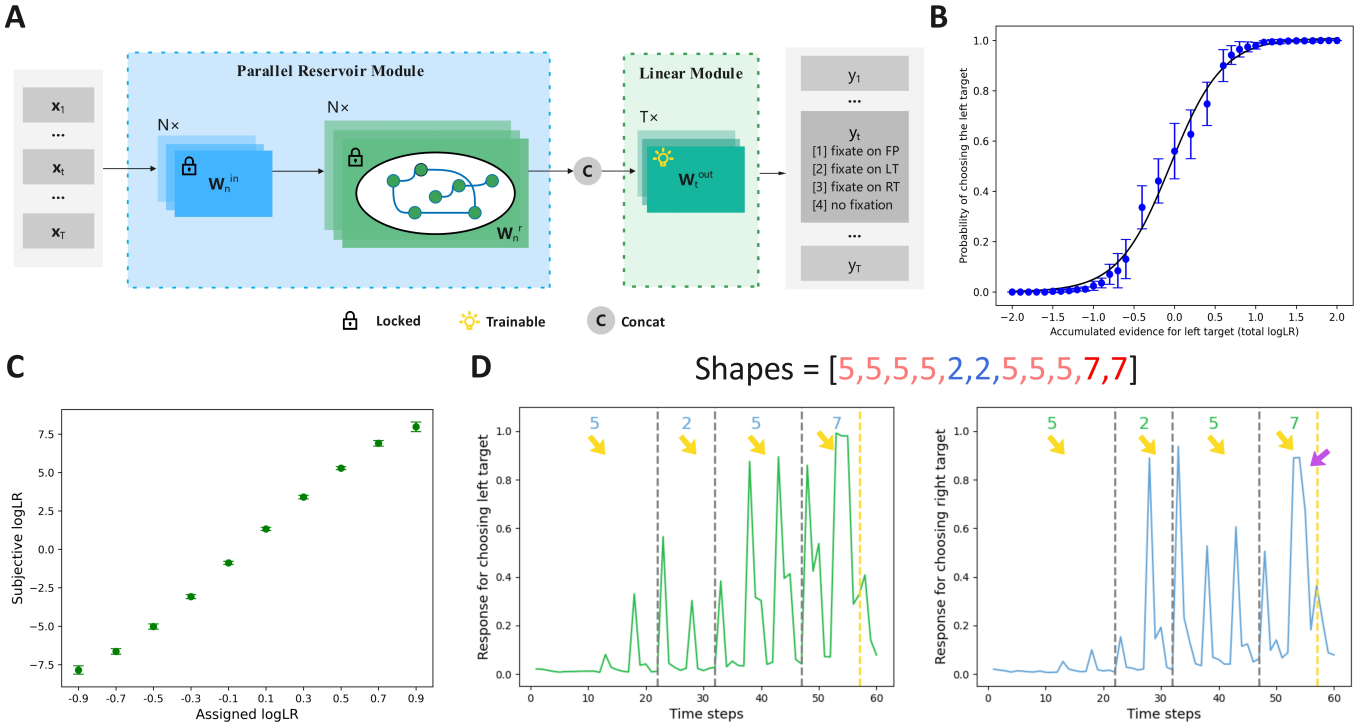 A
Parallel Reservoir Module
Linear Module
x1
...
xt
...
xT
N×
Wn in
N×
Wn r
C
T×
Wt out
y1
...
yt
[1] fixate on FP
[2] fixate on LT
[3] fixate on RT
[4] no fixation
...
yT
Locked
Trainable
C
Concat
B
Probability of choosing the left target
1.0
0.8
0.6
0.4
0.2
0.0
−2.0 −1.5 −1.0 −0.5 0.0 0.5 1.0 1.5 2.0
Accumulated evidence for left target (total logLR)
C
Subjective logLR
7.5
5.0
2.5
0.0
−2.5
−5.0
−7.5
-0.9 -0.7 -0.5 -0.3 -0.1 0.1 0.3 0.5 0.7 0.9
Assigned logLR
D
Shapes = [5,5,5,5,2,2,5,5,5,7,7]
Response for choosing left target
1.0
0.8
0.6
0.4
0.2
0.0
5 2 5 7
0 10 20 30 40 50 60
Time steps
Response for choosing right target
1.0
0.8
0.6
0.4
0.2
0.0
5 2 5 7
0 10 20 30 40 50 60
Time steps